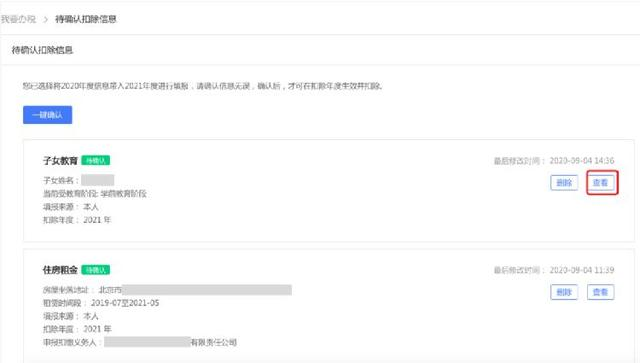 我要办税 > 待确认扣除信息
待确认扣除信息
您已选择将2020年度信息带入2021年度进行填报，请确认信息无误，确认后，才可在扣除年度生效并扣除。
一键确认
子女教育 待确认 最后修改时间： 2020-09-04 14:36
子女姓名：
当前受教育阶段: 学前教育阶段
填报来源： 本人
扣除年度： 2021 年
删除 查看
住房租金 待确认 最后修改时间： 2020-09-04 11:39
房屋坐落地址： 北京市
租赁时间段： 2019-07至2021-05
填报来源： 本人
扣除年度： 2021 年
申报扣缴义务人： 有限责任公司
删除 查看